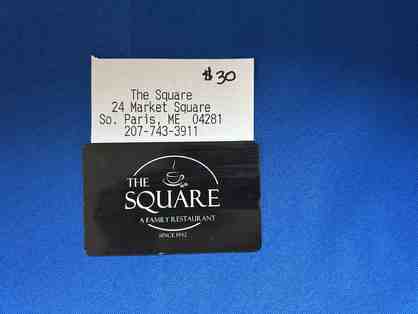 $30
The Square
24 Market Square
So. Paris, ME 04281
207-743-3911
THE
SQUARE
A FAMILY RESTAURANT
SINCE 1992